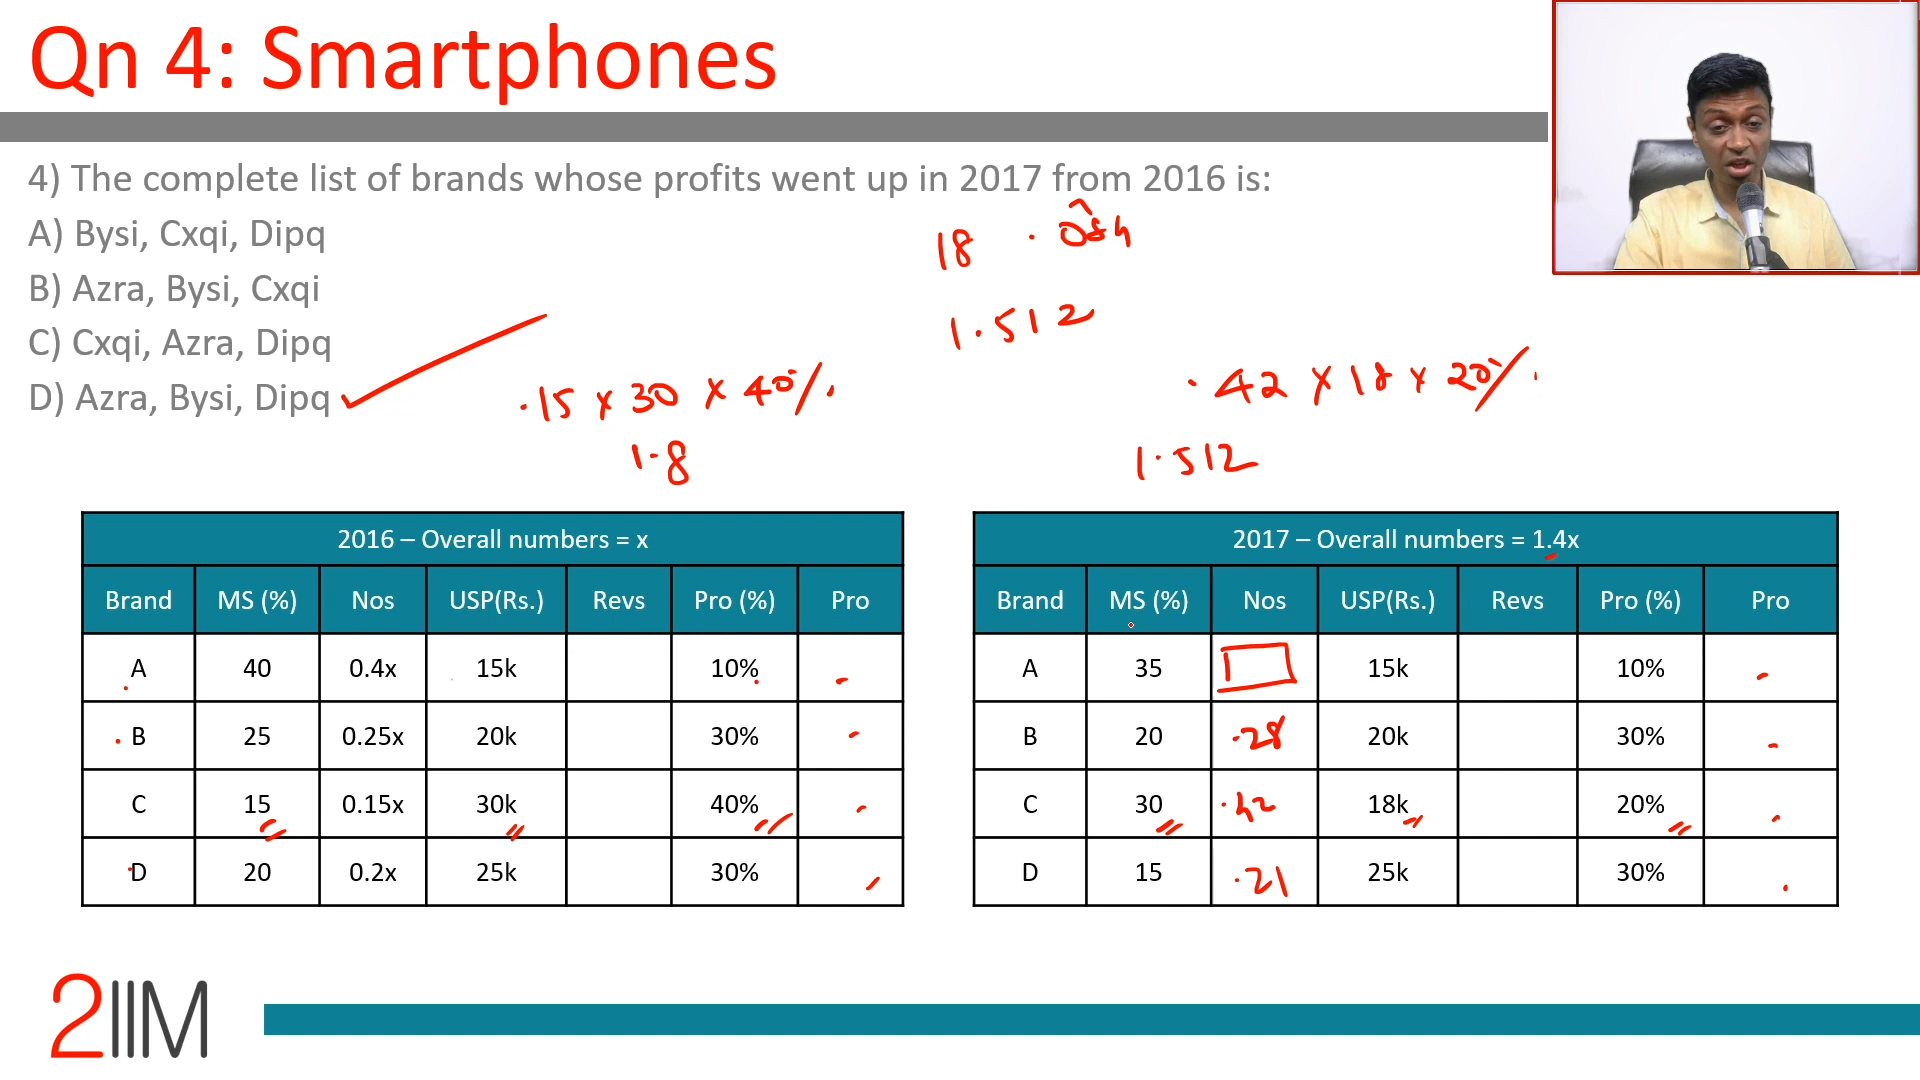 Qn 4: Smartphones
4) The complete list of brands whose profits went up in 2017 from 2016 is:
A) Bysi, Cxqi, Dipq
B) Azra, Bysi, Cxqi
C) Cxqi, Azra, Dipq
D) Azra, Bysi, Dipq
18 . 084
1.512
.15 x 30 x 40%
1.8
.42 x 18 x 20%
1.512
2016 – Overall numbers = x
Brand MS (%) Nos USP(Rs.) Revs Pro (%) Pro
A 40 0.4x 15k 10%
B 25 0.25x 20k 30%
C 15 0.15x 30k 40%
D 20 0.2x 25k 30%
2017 – Overall numbers = 1.4x
Brand MS (%) Nos USP(Rs.) Revs Pro (%) Pro
A 35 15k 10%
B 20 .28 20k 30%
C 30 .42 18k 20%
D 15 .21 25k 30%
2IIM